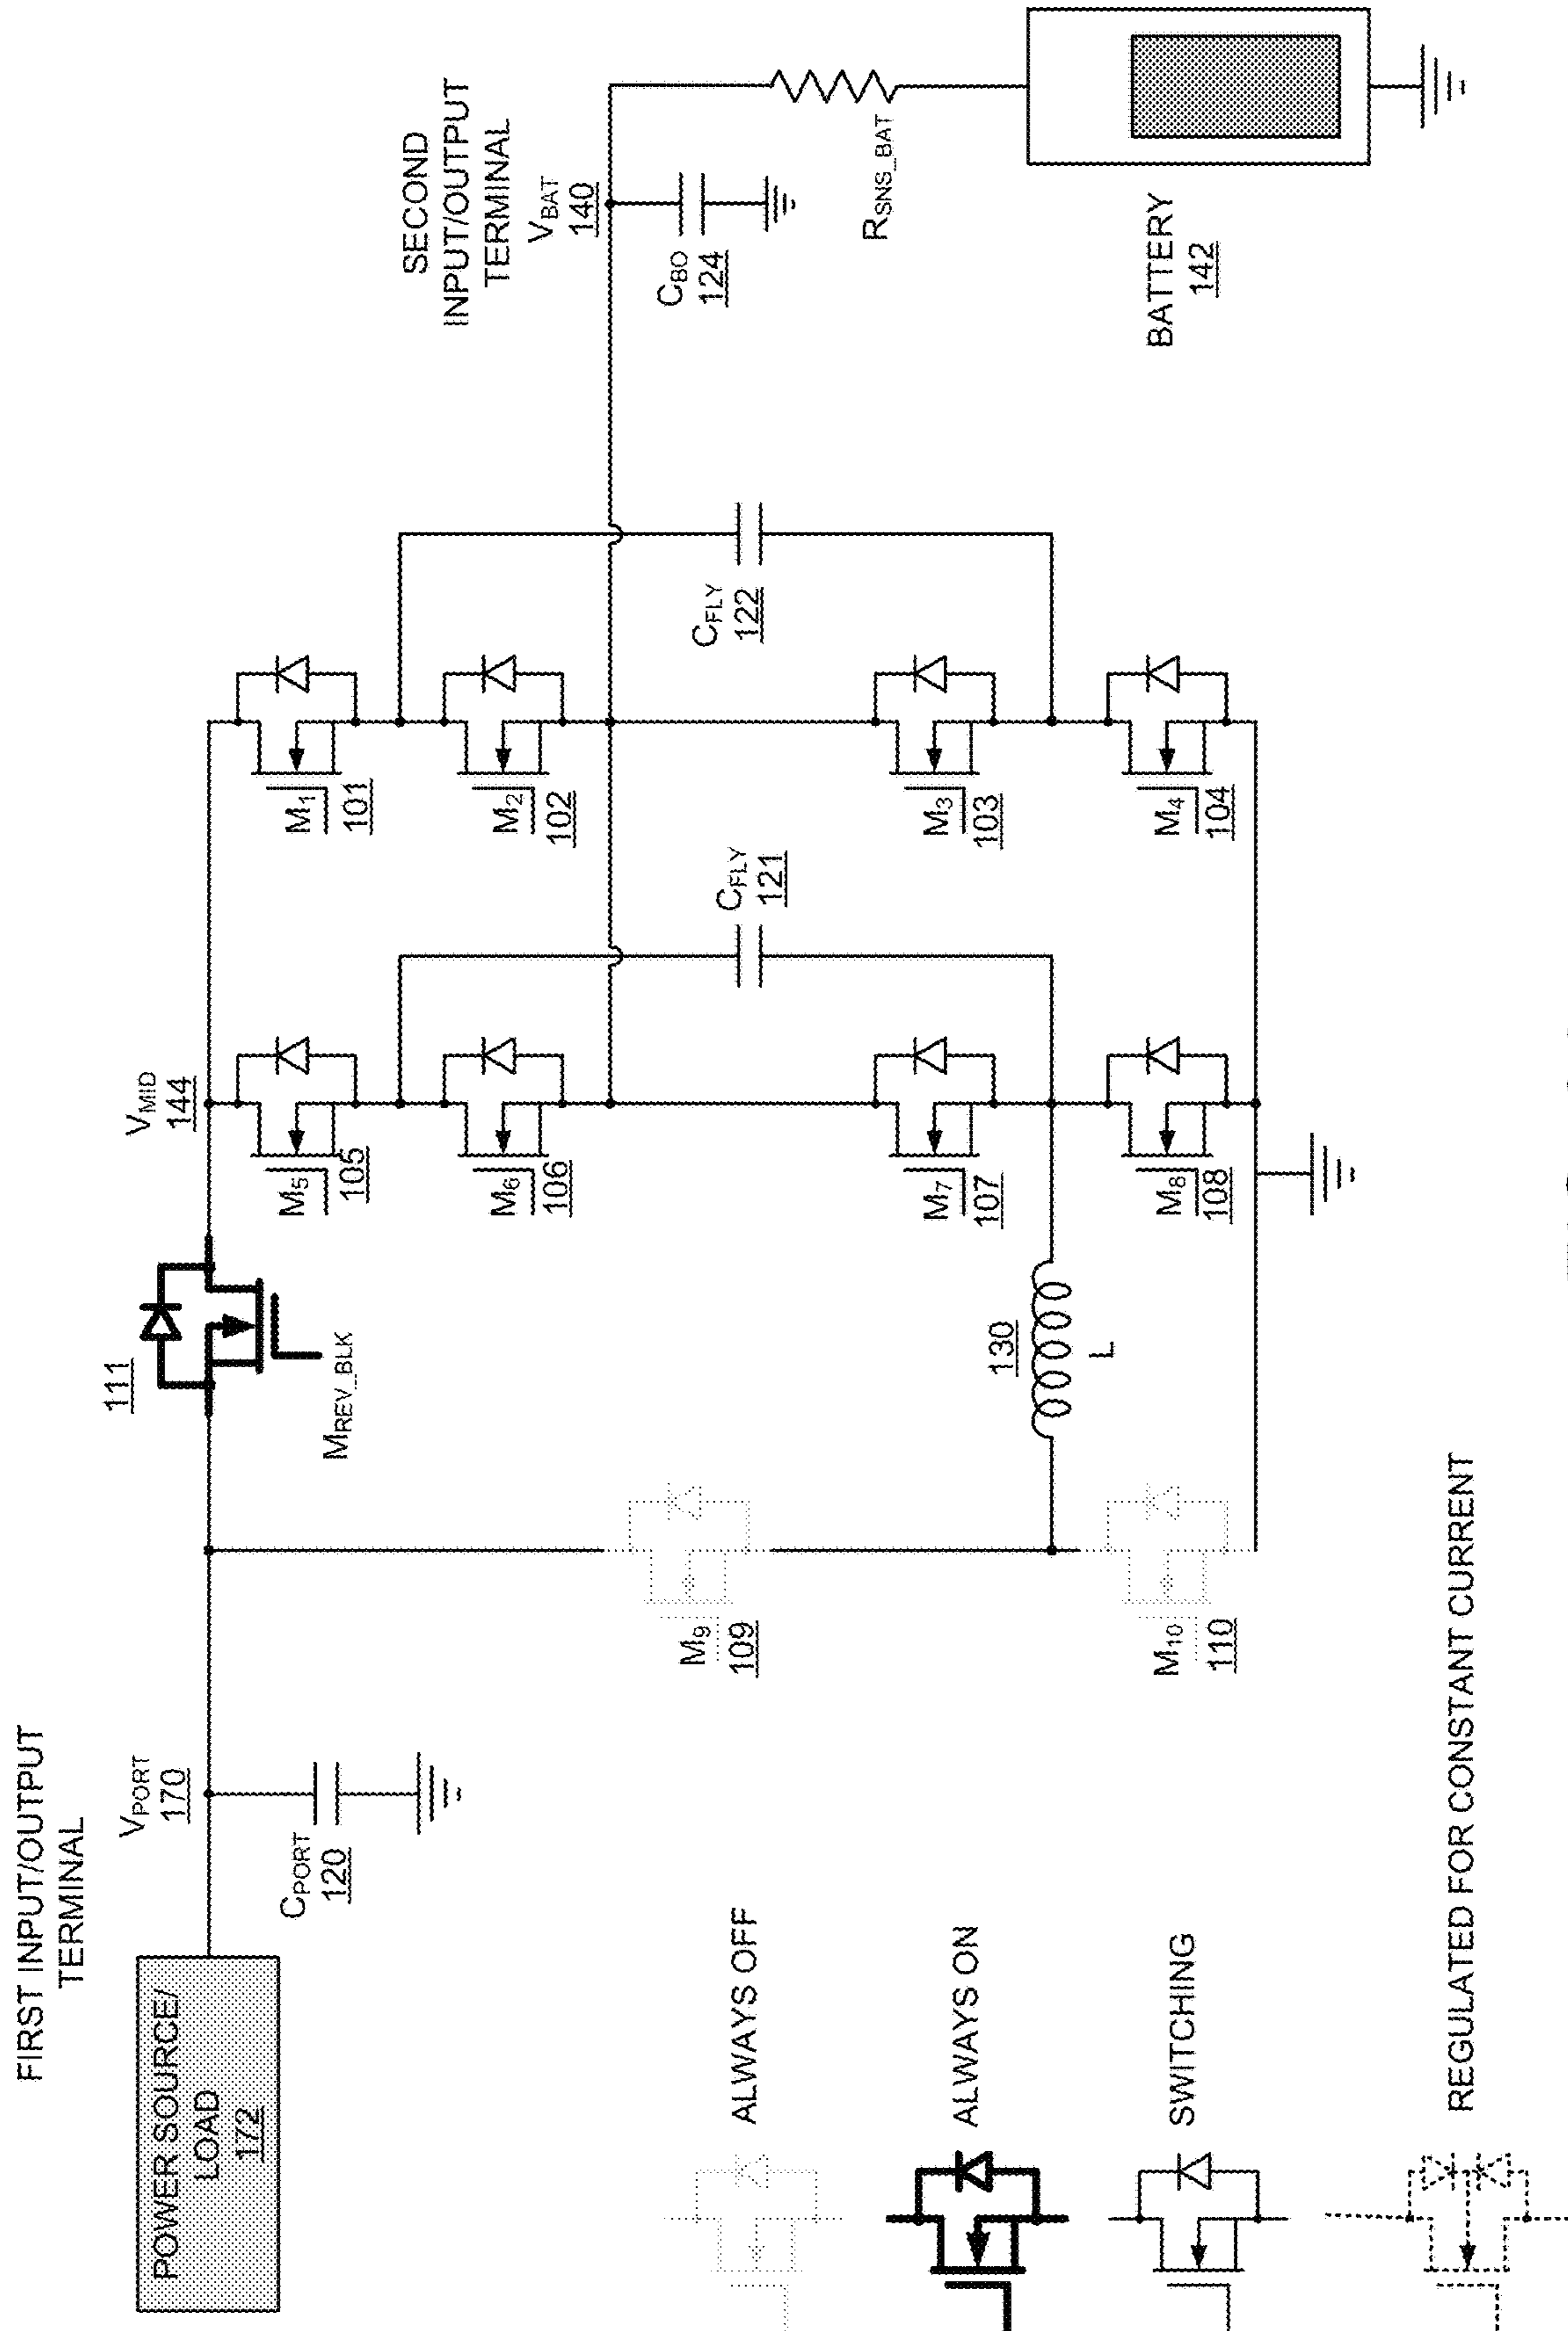 FIRST INPUT/OUTPUT
TERMINAL
POWER SOURCE/
LOAD
172
VPORT
170
CPORT
120
111
MREV_BLK
VMID
144
M1
101
M2
102
M3
103
M4
104
M5
105
M6
106
M7
107
M8
108
M9
109
M10
110
130
L
CFLY
121
CFLY
122
SECOND
INPUT/OUTPUT
TERMINAL
VBAT
140
CBO
124
RSNS_BAT
BATTERY
142
ALWAYS OFF
ALWAYS ON
SWITCHING
REGULATED FOR CONSTANT CURRENT